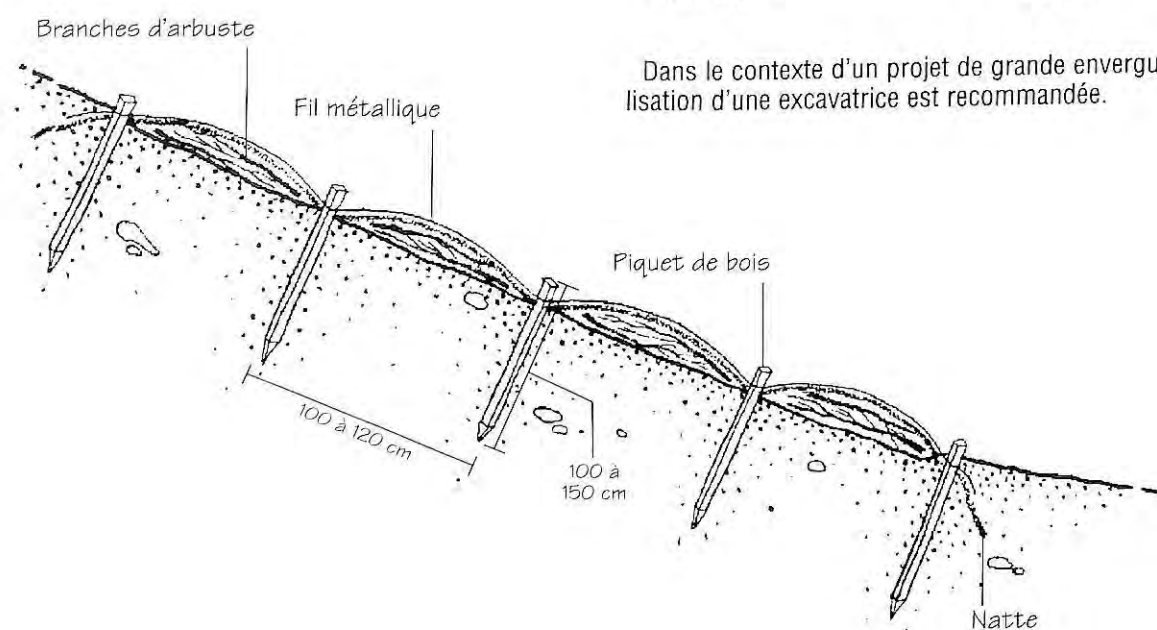 Branches d'arbuste
Dans le contexte d'un projet de grande
lisation d'une excavatrice est recommandée.
Fil métallique
Piquet de bois
100 à 120 cm
100 à
150 cm
Natte